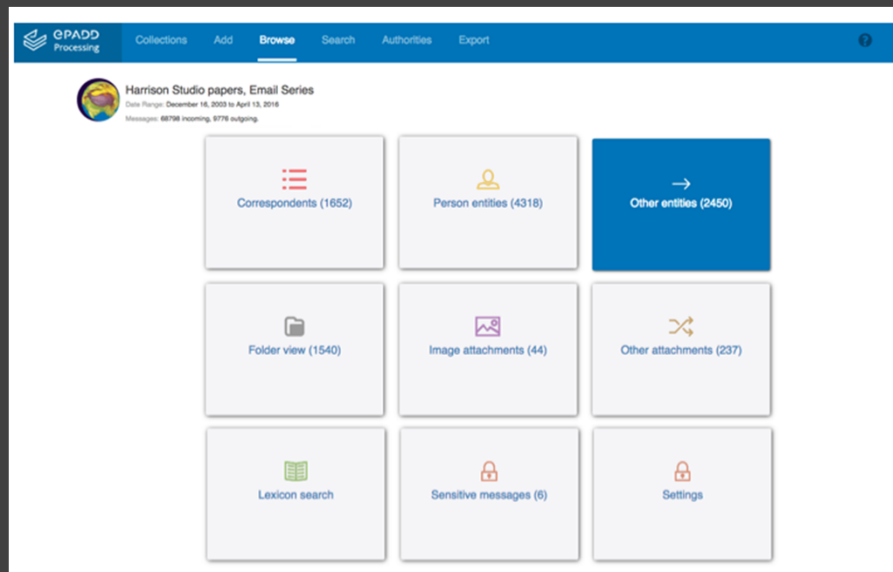 ePADD
Processing
Collections Add Browse Search Authorities Export ?
Harrison Studio papers, Email Series
Date Range: December 16, 2003 to April 13, 2016
Messages: 68798 incoming, 9776 outgoing.
Correspondents (1652) Person entities (4318) Other entities (2450)
Folder view (1540) Image attachments (44) Other attachments (237)
Lexicon search Sensitive messages (6) Settings